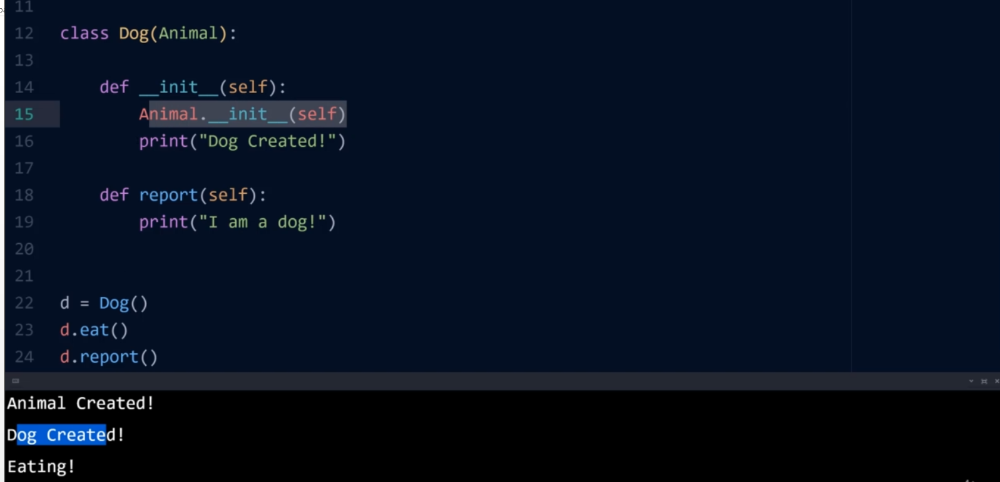 11
12 class Dog(Animal):
13
14 def __init__(self):
15 Animal.__init__(self)
16 print("Dog Created!")
17
18 def report(self):
19 print("I am a dog!")
20
21
22 d = Dog()
23 d.eat()
24 d.report()
Animal Created!
Dog Created!
Eating!